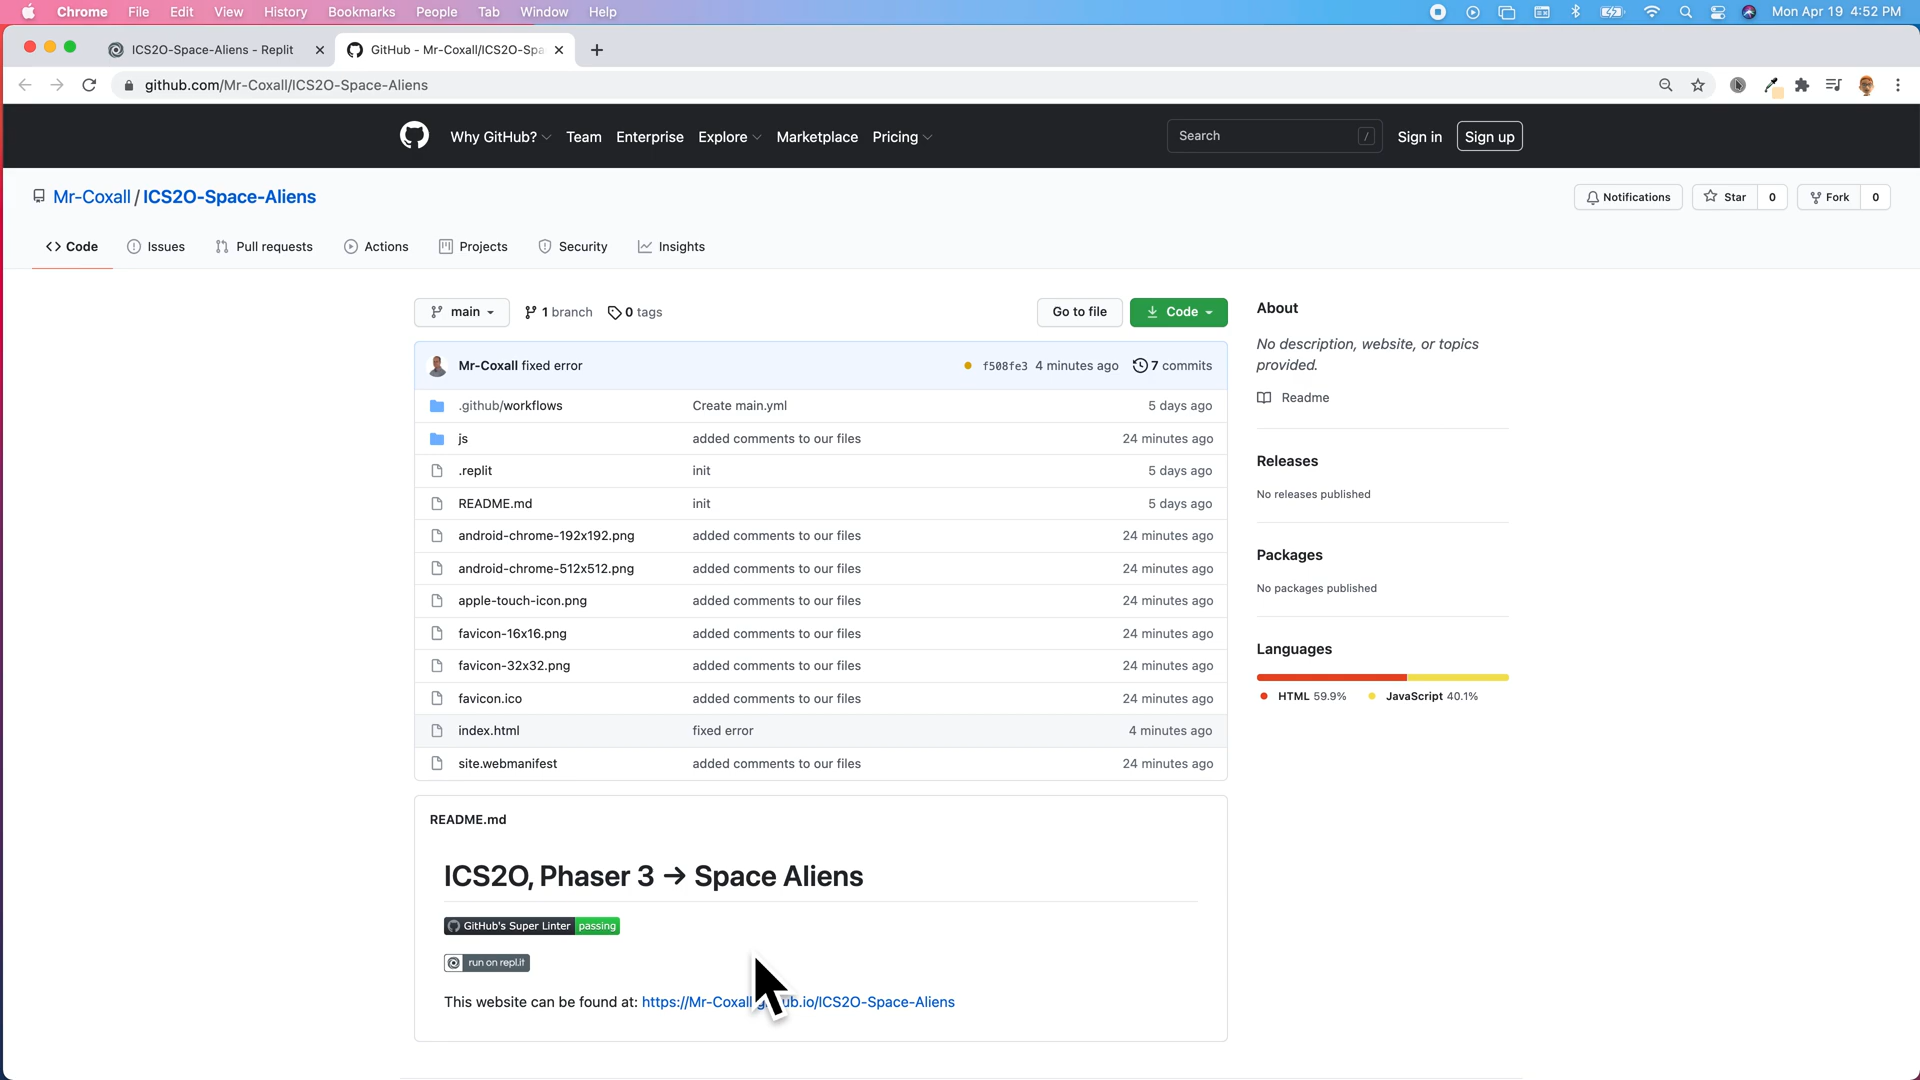 Chrome File Edit View History Bookmarks People Tab Window Help Mon Apr 19 4:52 PM
ICS2O-Space-Aliens - Replit GitHub - Mr-Coxall/ICS2O-Spa
github.com/Mr-Coxall/ICS2O-Space-Aliens
Why GitHub? Team Enterprise Explore Marketplace Pricing Search / Sign in Sign up
Mr-Coxall / ICS2O-Space-Aliens Notifications Star 0 Fork 0
<> Code Issues Pull requests Actions Projects Security Insights
main 1 branch 0 tags Go to file Code About
No description, website, or topics
provided.
Mr-Coxall fixed error f508fe3 4 minutes ago 7 commits
Readme
.github/workflows Create main.yml 5 days ago
js added comments to our files 24 minutes ago
Releases
.replit init 5 days ago
No releases published
README.md init 5 days ago
android-chrome-192x192.png added comments to our files 24 minutes ago
Packages
android-chrome-512x512.png added comments to our files 24 minutes ago
No packages published
apple-touch-icon.png added comments to our files 24 minutes ago
favicon-16x16.png added comments to our files 24 minutes ago
Languages
favicon-32x32.png added comments to our files 24 minutes ago
favicon.ico added comments to our files 24 minutes ago
HTML 59.9% JavaScript 40.1%
index.html fixed error 4 minutes ago
site.webmanifest added comments to our files 24 minutes ago
README.md
ICS2O, Phaser 3 → Space Aliens
GitHub's Super Linter passing
run on repl.it
This website can be found at: https://Mr-Coxall.github.io/ICS2O-Space-Aliens